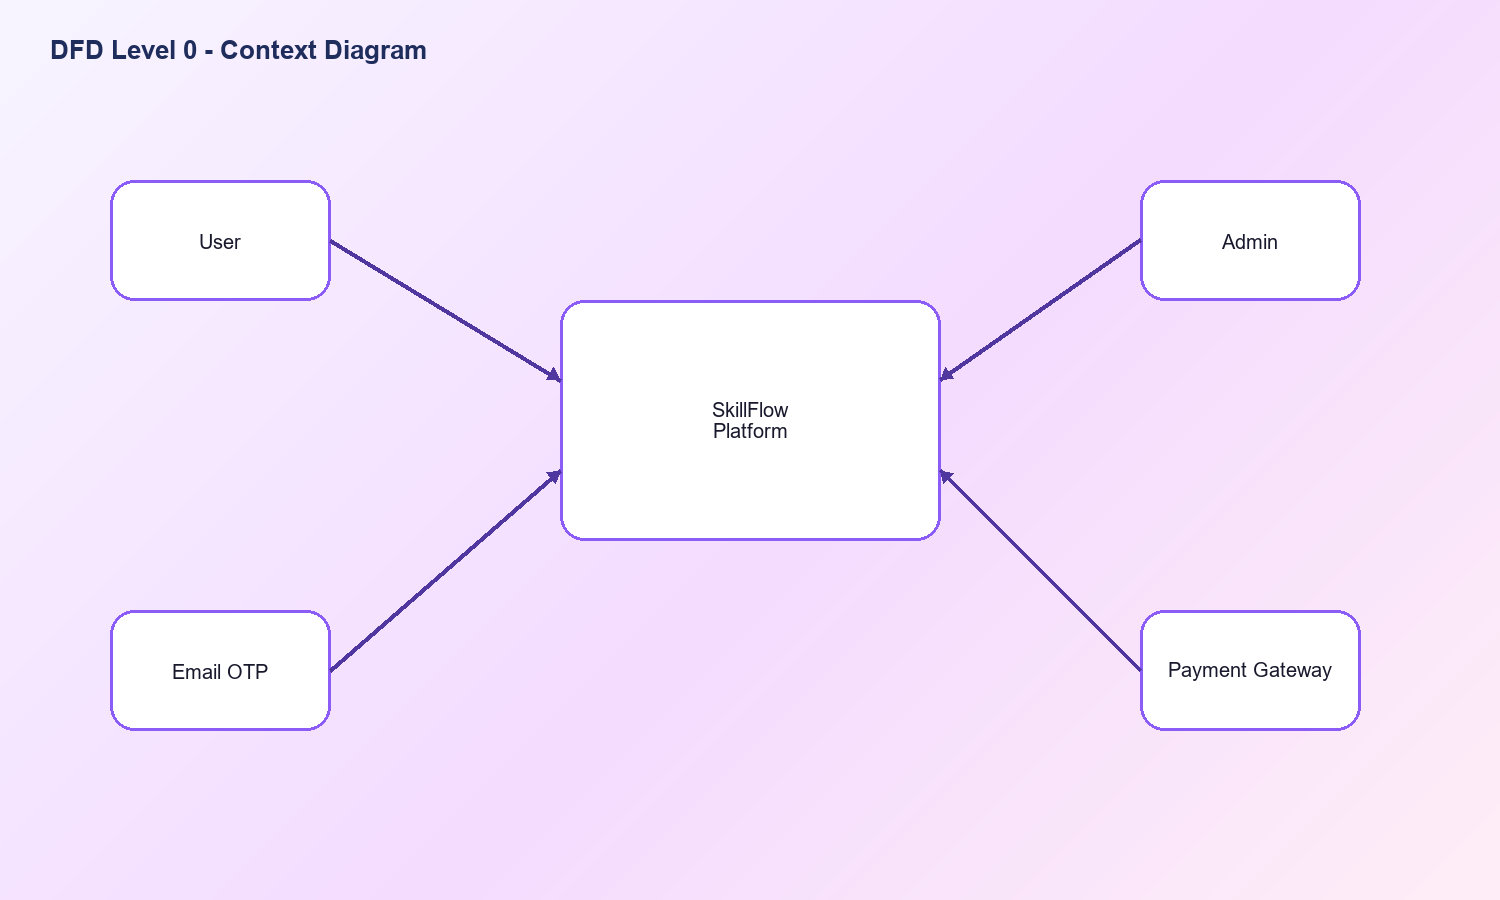 DFD Level 0 - Context Diagram
User
Admin
SkillFlow
Platform
Email OTP
Payment Gateway